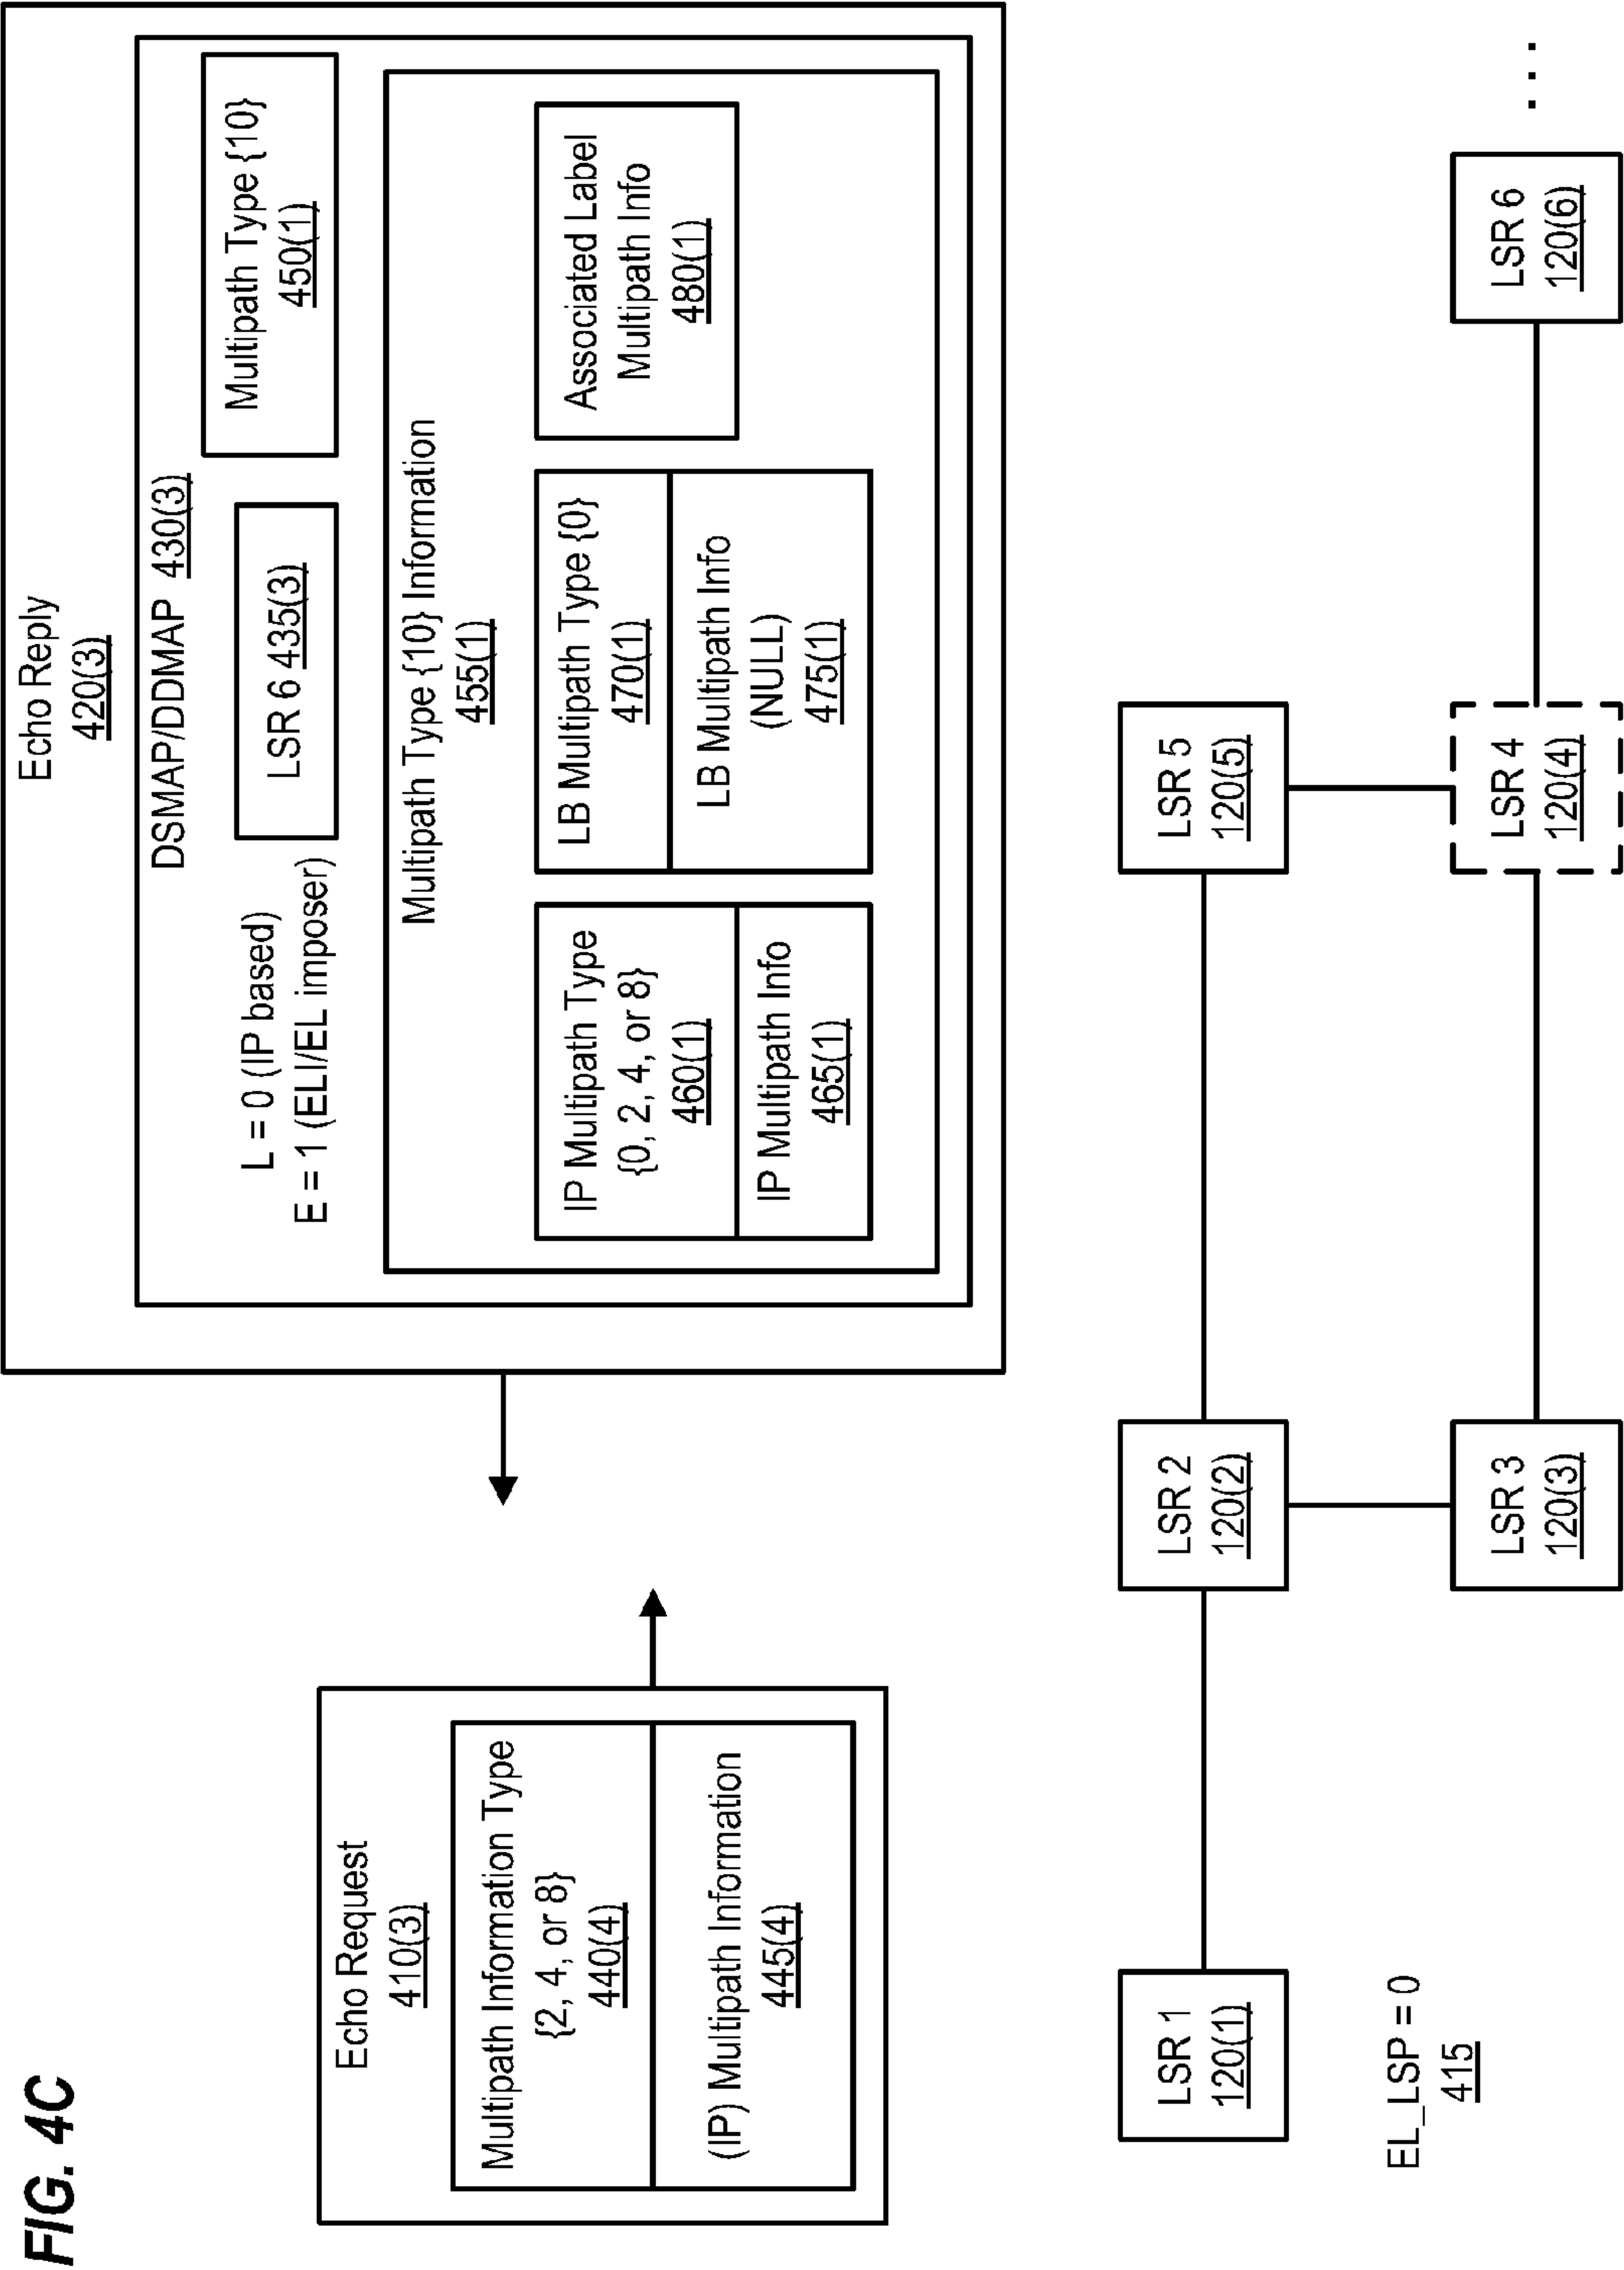 FIG. 4C
Echo Request
410(3)
Multipath Information Type
{2, 4, or 8}
440(4)
(IP) Multipath Information
445(4)
Echo Reply
420(3)
DSMAP/DDMAP 430(3)
L = 0 (IP based)
E = 1 (ELI/EL imposer)
LSR 6 435(3)
Multipath Type {10}
450(1)
Multipath Type {10} Information
455(1)
IP Multipath Type
{0, 2, 4, or 8}
460(1)
IP Multipath Info
465(1)
LB Multipath Type {0}
470(1)
LB Multipath Info
(NULL)
475(1)
Associated Label
Multipath Info
480(1)
LSR 1
120(1)
LSR 2
120(2)
LSR 5
120(5)
LSR 3
120(3)
LSR 4
120(4)
LSR 6
120(6)
. . .
EL_LSP = 0
415